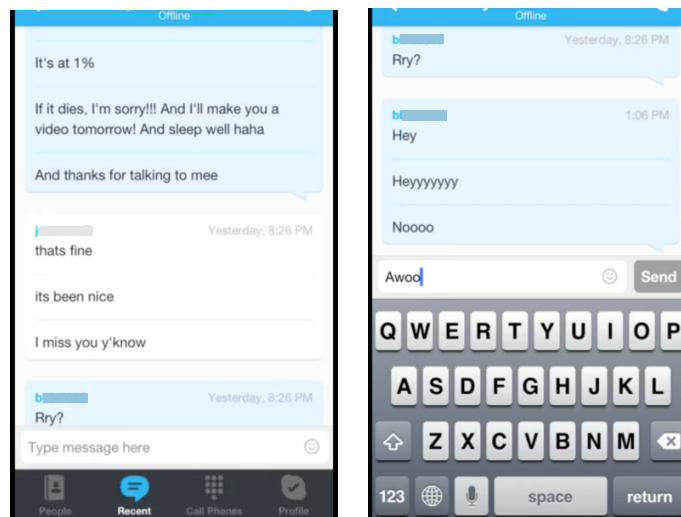 Offline
It's at 1%
If it dies, I'm sorry!!! And I'll make you a
video tomorrow! And sleep well haha
And thanks for talking to mee
j
Yesterday, 8:26 PM
thats fine
its been nice
I miss you y'know
b
Yesterday, 8:26 PM
Rry?
Type message here
People
Recent
Call Phones
Profile
Offline
b
Yesterday, 8:26 PM
Rry?
b
1:06 PM
Hey
Heyyyyyyy
Noooo
Awoo
Send
Q W E R T Y U I O P
A S D F G H J K L
Z X C V B N M
123
space
return